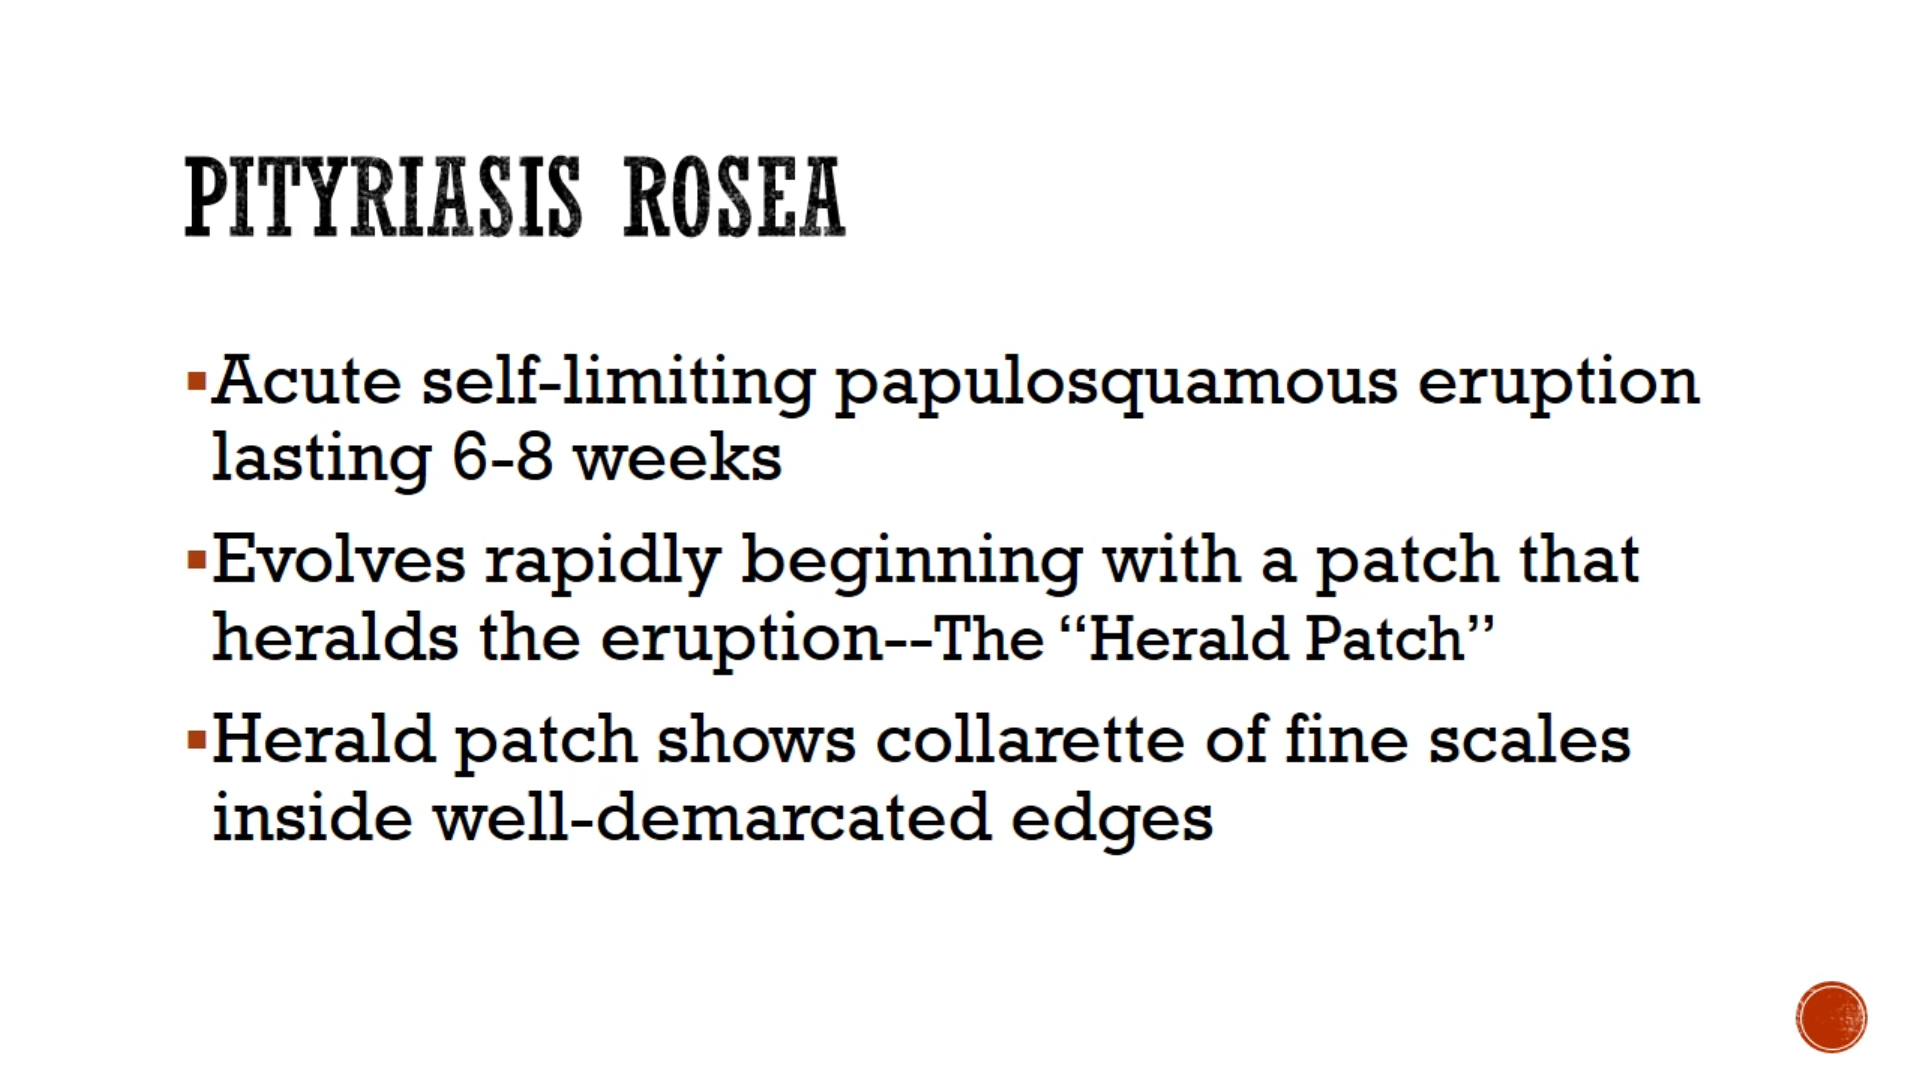 PITYRIASIS ROSEA
▪Acute self-limiting papulosquamous eruption
lasting 6-8 weeks
▪Evolves rapidly beginning with a patch that
heralds the eruption--The “Herald Patch”
▪Herald patch shows collarette of fine scales
inside well-demarcated edges